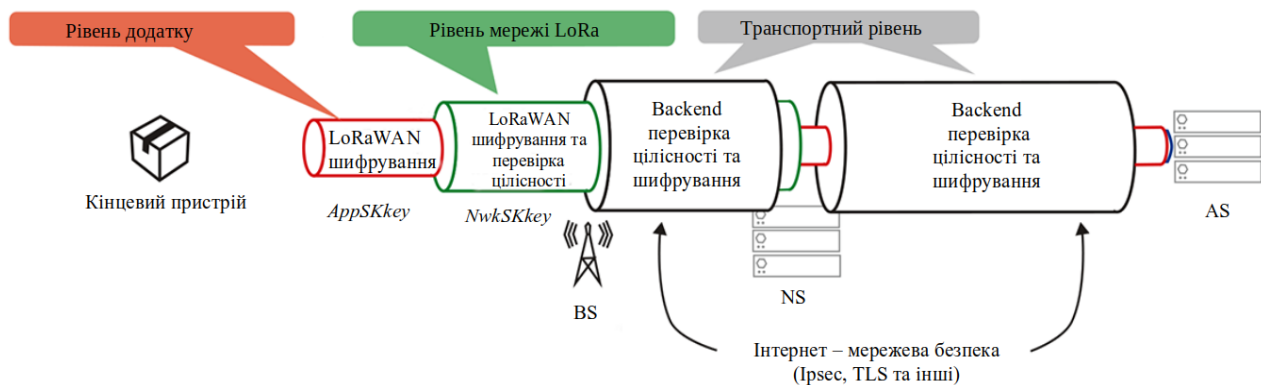 Рівень додатку
Рівень мережі LoRa
Транспортний рівень
LoRaWAN
шифрування
LoRaWAN
шифрування та
перевірка
цілісності
Backend
перевірка
цілісності та
шифрування
Backend
перевірка
цілісності та
шифрування
Кінцевий пристрій
AppSKkey
NwkSKkey
BS
NS
AS
Інтернет – мережева безпека
(Ipsec, TLS та інші)